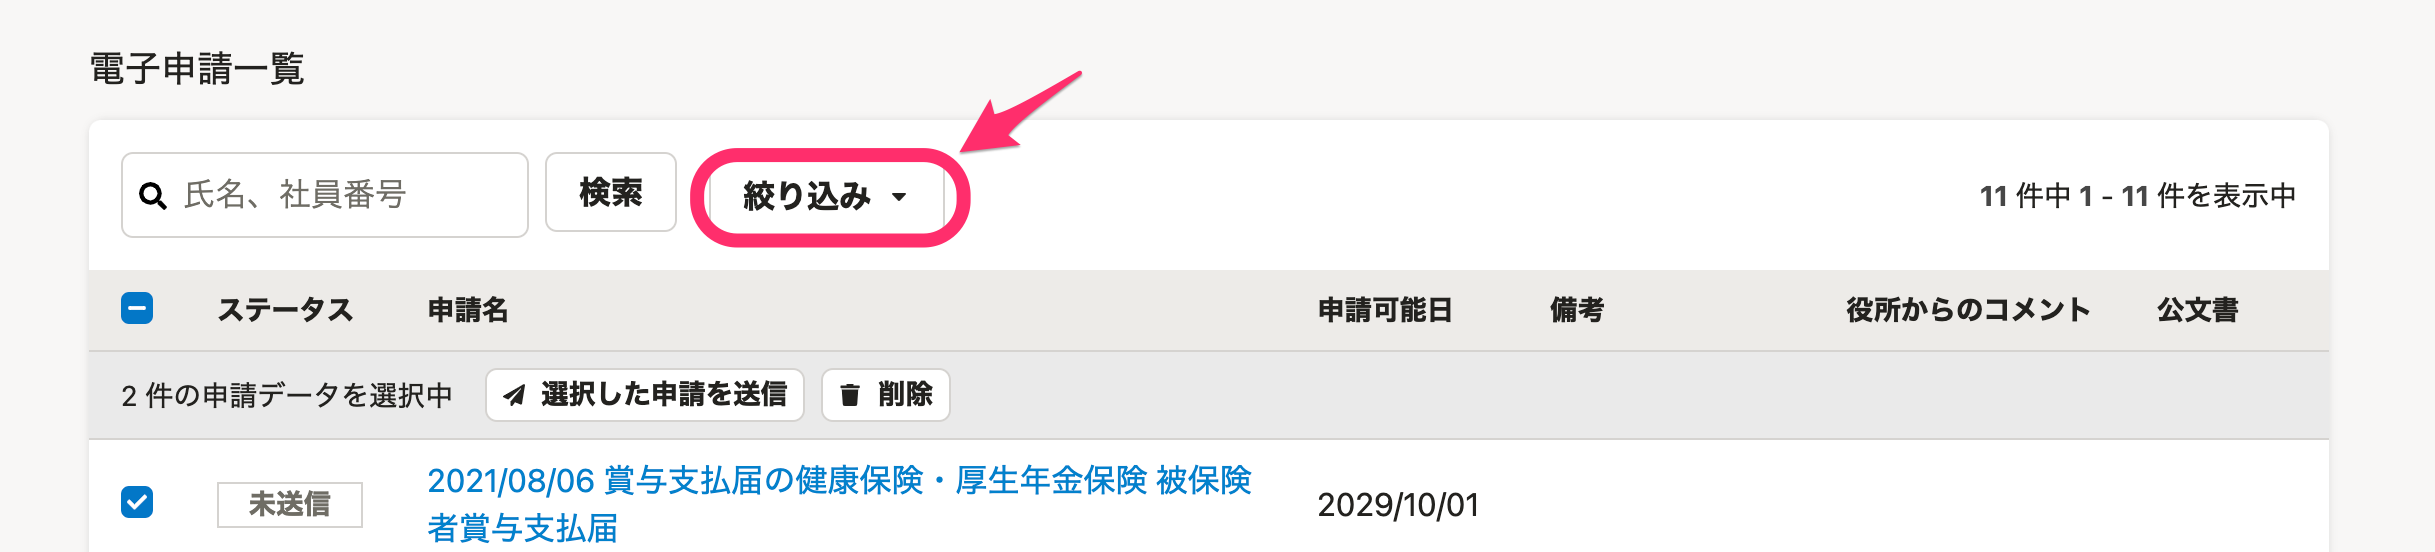 電子申請一覧
氏名、社員番号 検索 絞り込み 11 件中 1 - 11 件を表示中
ステータス 申請名 申請可能日 備考 役所からのコメント 公文書
2 件の申請データを選択中 選択した申請を送信 削除
未送信 2021/08/06 賞与支払届の健康保険・厚生年金保険 被保険 2029/10/01
者賞与支払届